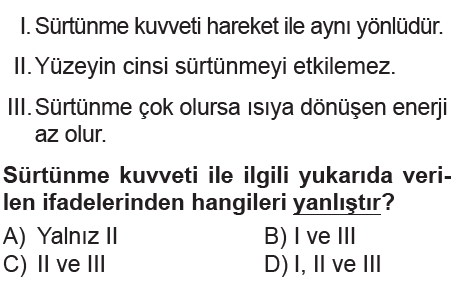 I. Sürtünme kuvveti hareket ile aynı yönlüdür.
II. Yüzeyin cinsi sürtünmeyi etkilemez.
III. Sürtünme çok olursa ısıya dönüşen enerji
az olur.
Sürtünme kuvveti ile ilgili yukarıda veri-
len ifadelerinden hangileri yanlıştır?
A) Yalnız II B) I ve III
C) II ve III D) I, II ve III